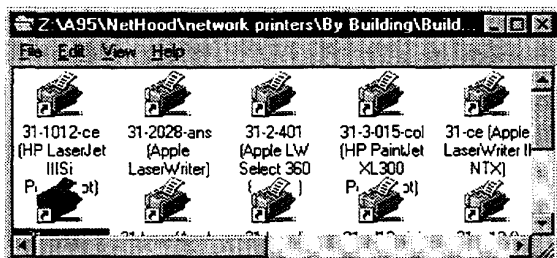 Z:\A95\NetHood\network printers\By Building\Build...
File Edit View Help
31-1012-ce
(HP LaserJet
IIISi
31-2028-ans
(Apple
LaserWriter)
31-2-401
(Apple LW
Select 360
31-3-015-col
(HP PaintJet
XL300
31-ce (Apple
LaserWriter II
NTX)